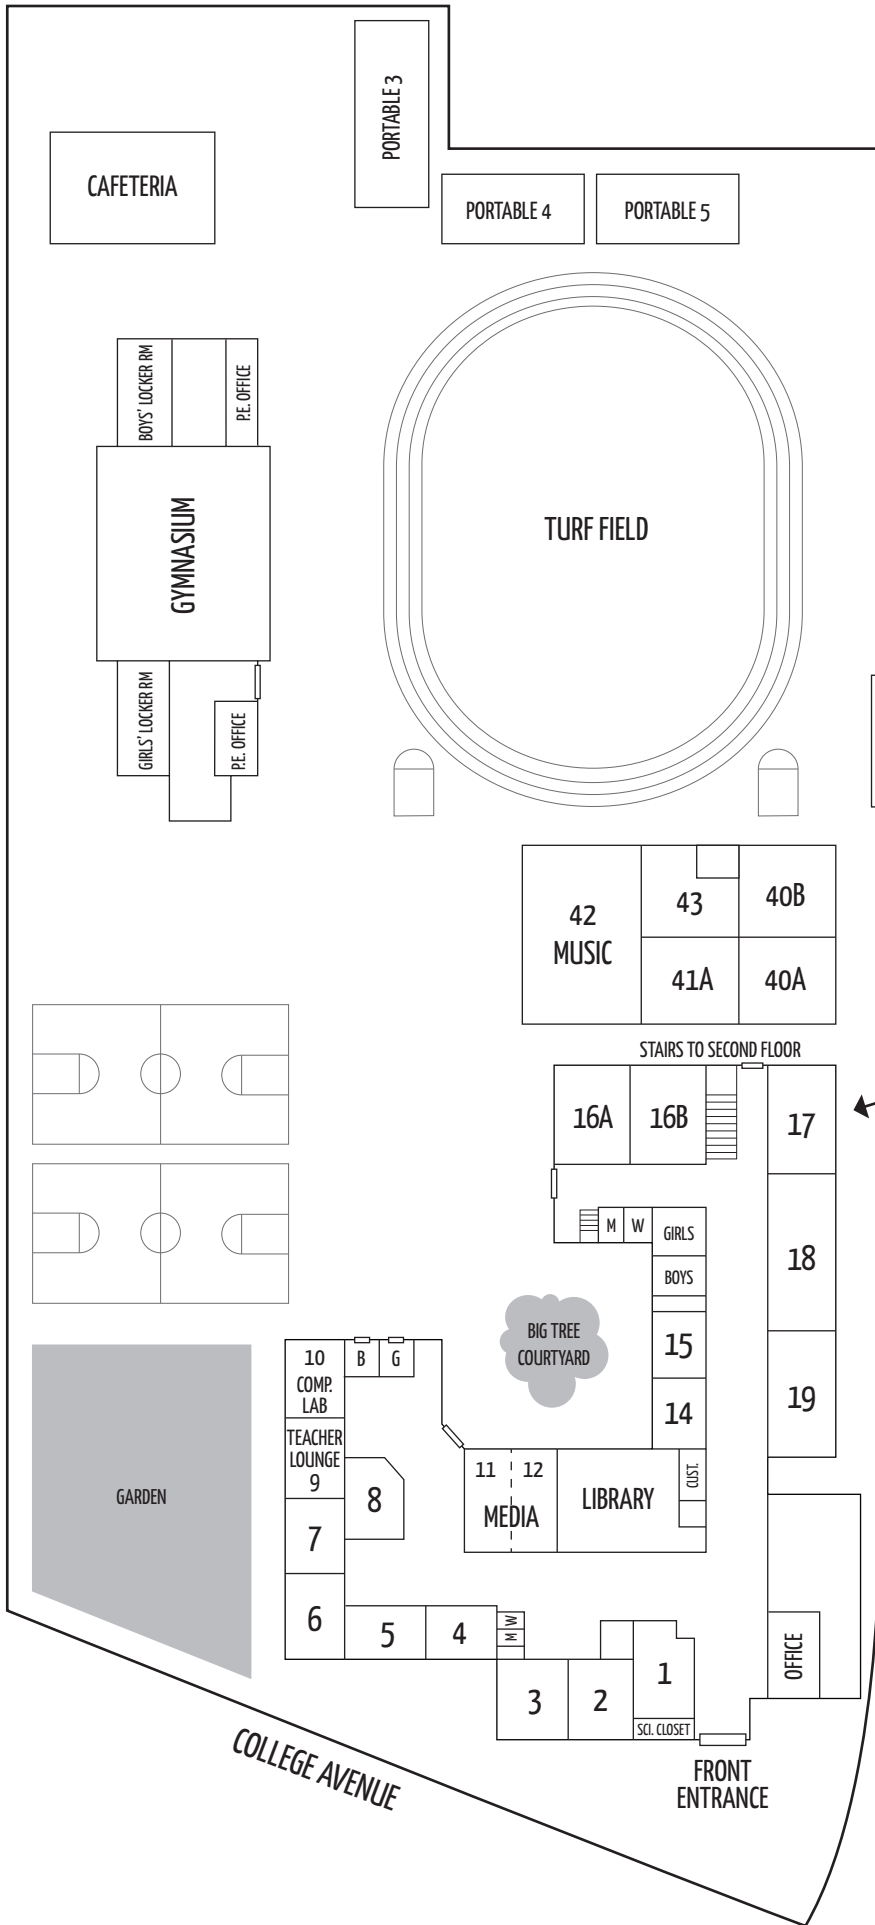 PORTABLE 3
CAFETERIA
PORTABLE 4
PORTABLE 5
BOYS' LOCKER RM
P.E. OFFICE
GYMNASIUM
TURF FIELD
GIRLS' LOCKER RM
P.E. OFFICE
42
MUSIC
43
40B
41A
40A
STAIRS TO SECOND FLOOR
16A
16B
17
M
W
GIRLS
BOYS
18
BIG TREE
COURTYARD
15
14
19
10
COMP.
LAB
B
G
TEACHER
LOUNGE
9
8
11
12
MEDIA
LIBRARY
CUST.
GARDEN
7
6
5
4
W
M
3
2
1
SCI. CLOSET
OFFICE
FRONT
ENTRANCE
COLLEGE AVENUE